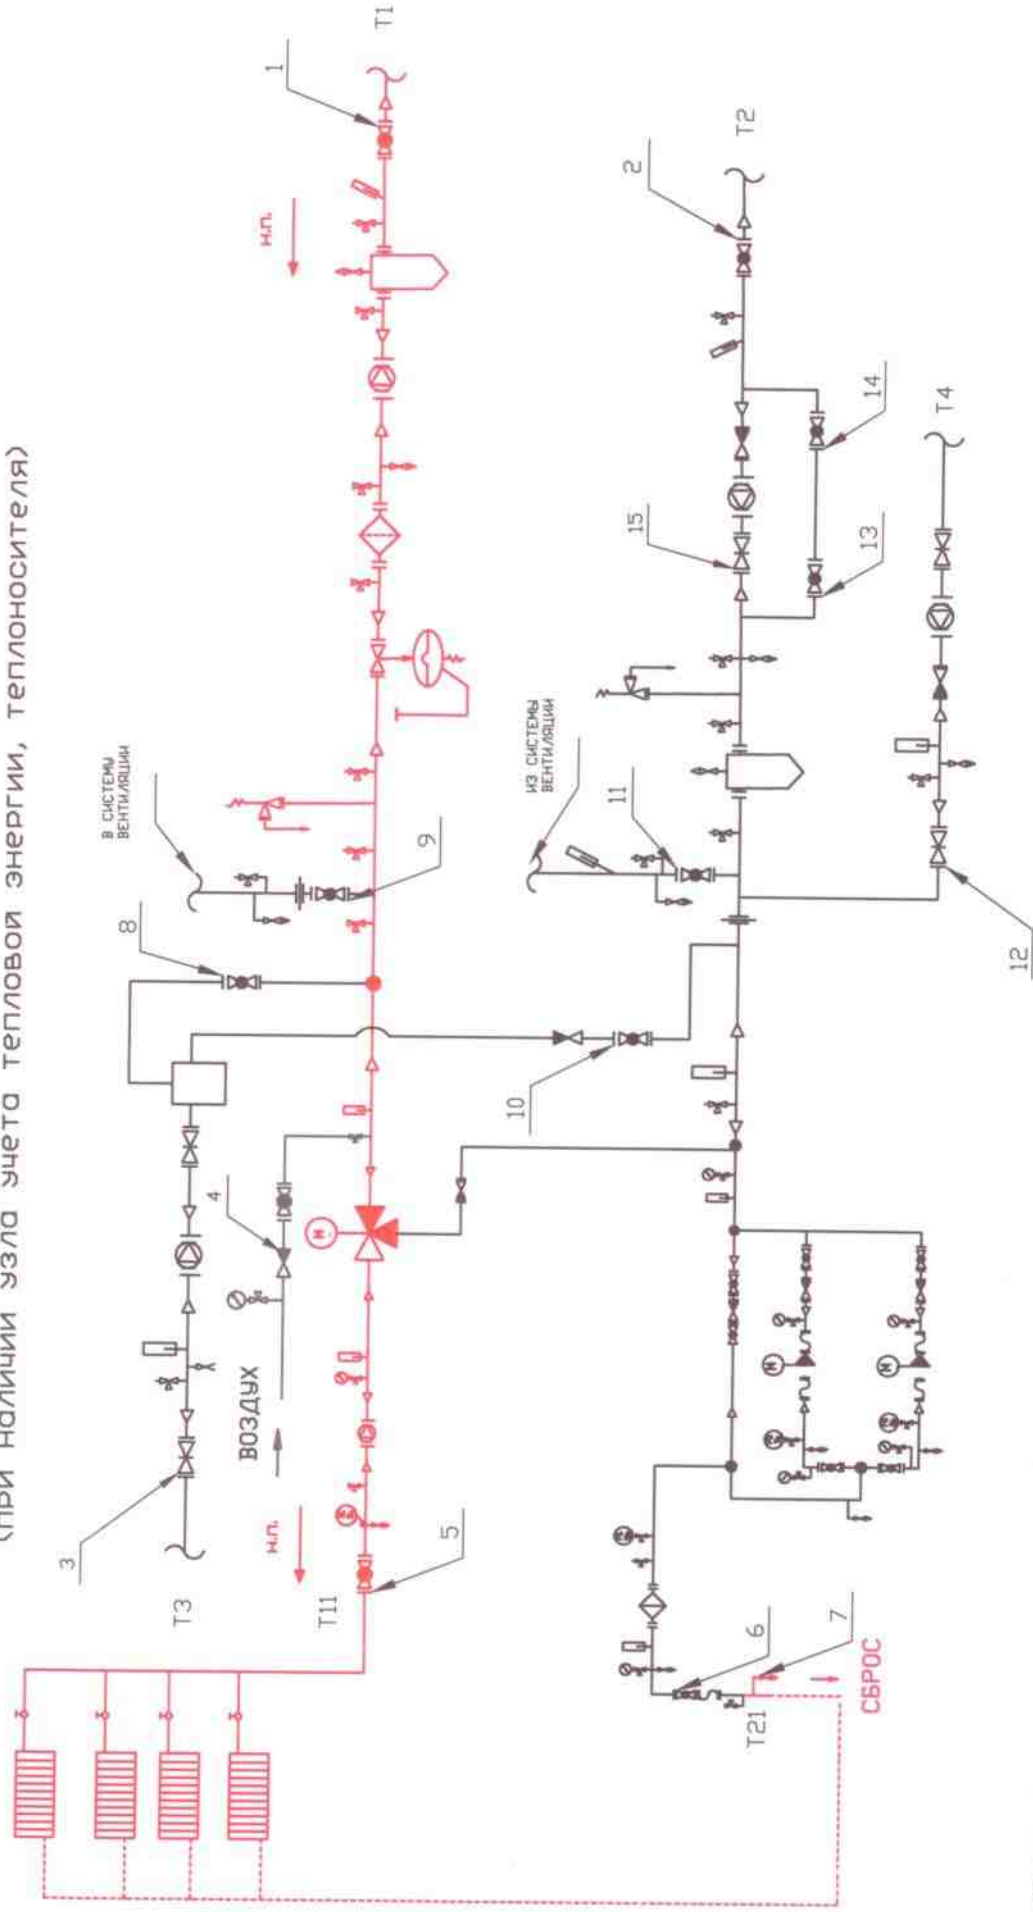 (ПРИ НАЛИЧИИ УЗЛА УЧЕТА ТЕПЛОВОЙ ЭНЕРГИИ, ТЕПЛОНОСИТЕЛЯ)
1
Т1
н.п.
2
Т2
В СИСТЕМЫ
ВЕНТИЛЯЦИИ
8
9
ИЗ СИСТЕМЫ
ВЕНТИЛЯЦИИ
11
15
14
13
Т4
12
10
4
М
ВОЗДУХ
3
Т3
н.п.
Т11
5
М
М
6
7
Т21
СБРОС